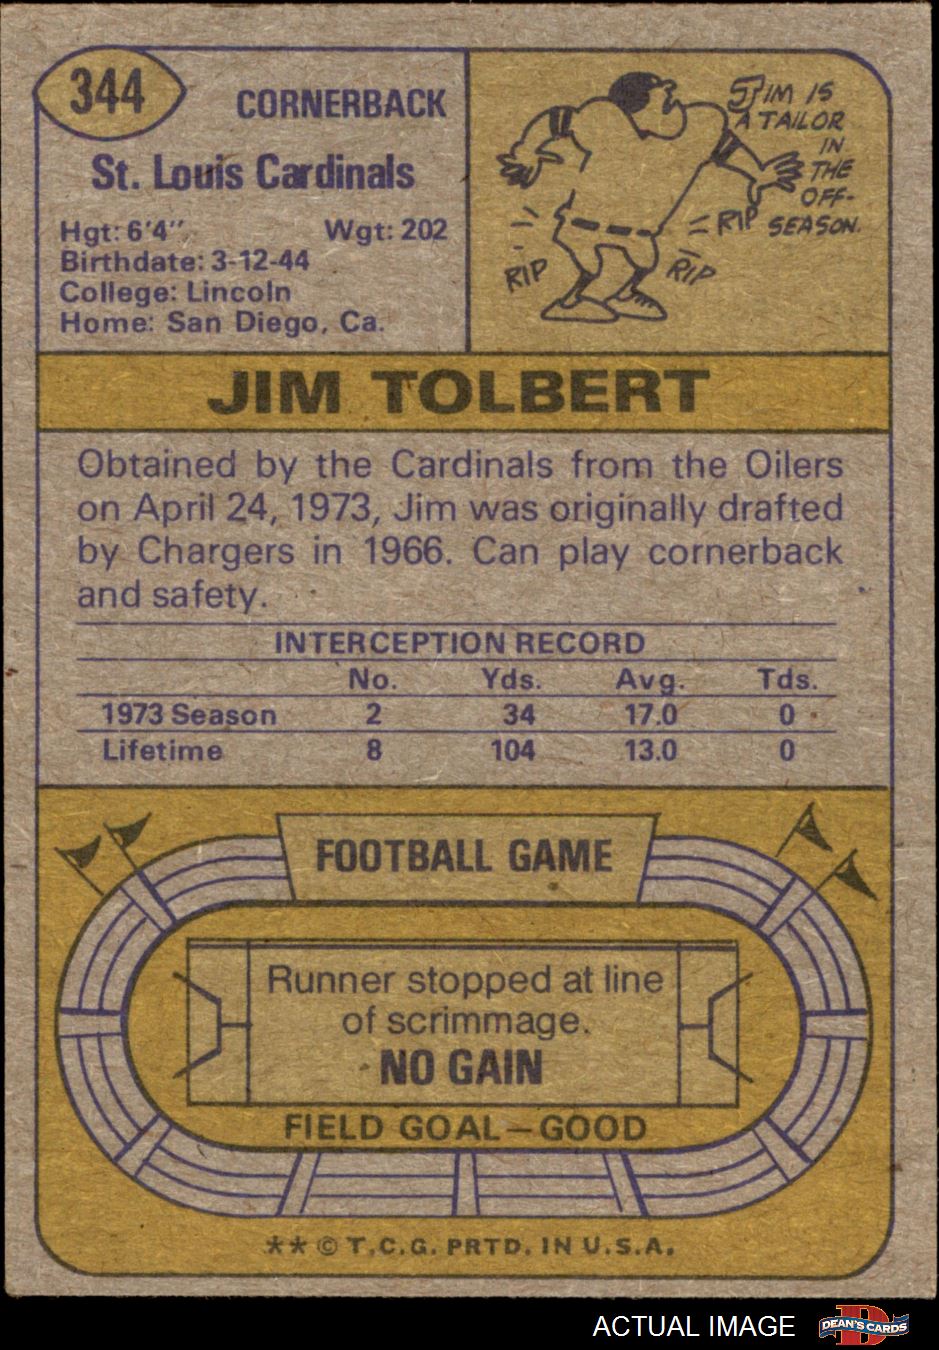 344
CORNERBACK
St. Louis Cardinals
Hgt: 6'4" Wgt: 202
Birthdate: 3-12-44
College: Lincoln
Home: San Diego, Ca.
JIM IS
A TAILOR
IN
THE
OFF-
SEASON.
RIP
RIP
RIP
JIM TOLBERT
Obtained by the Cardinals from the Oilers
on April 24, 1973, Jim was originally drafted
by Chargers in 1966. Can play cornerback
and safety.
INTERCEPTION RECORD
No. Yds. Avg. Tds.
1973 Season 2 34 17.0 0
Lifetime 8 104 13.0 0
FOOTBALL GAME
Runner stopped at line
of scrimmage.
NO GAIN
FIELD GOAL—GOOD
** © T.C.G. PRTD. IN U.S.A.
ACTUAL IMAGE
D
DEAN'S CARDS